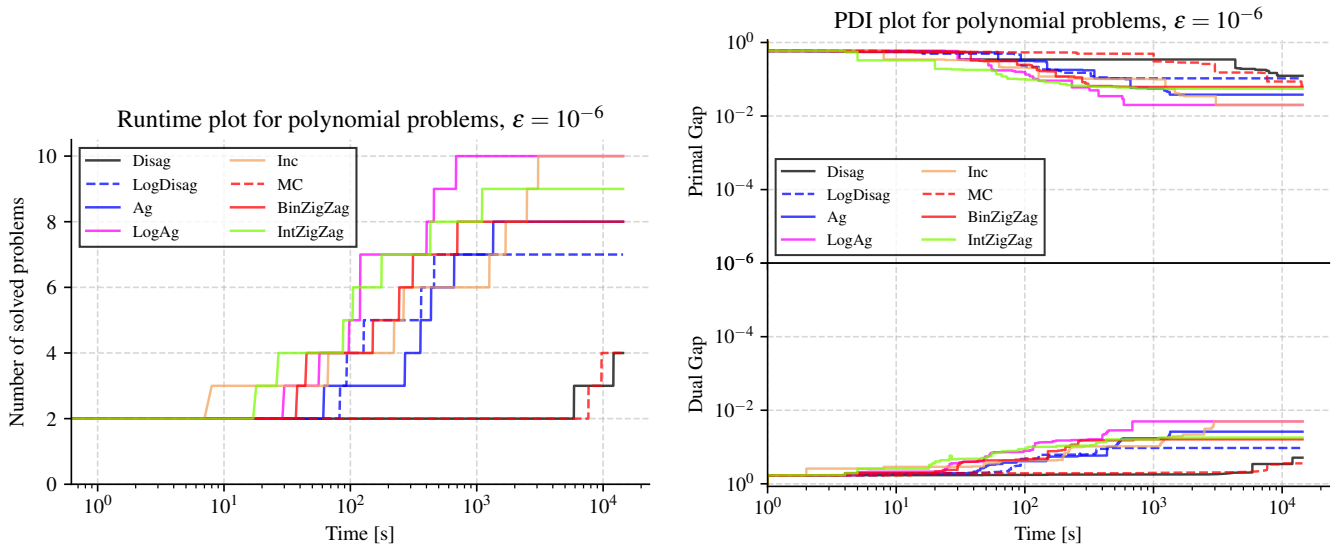 Runtime plot for polynomial problems, ε = 10⁻⁶
Number of solved problems
10
8
6
4
2
0
Disag
LogDisag
Ag
LogAg
Inc
MC
BinZigZag
IntZigZag
10⁰ 10¹ 10² 10³ 10⁴
Time [s]
PDI plot for polynomial problems, ε = 10⁻⁶
Primal Gap
10⁰
10⁻²
10⁻⁴
10⁻⁶
Disag
LogDisag
Ag
LogAg
Inc
MC
BinZigZag
IntZigZag
Dual Gap
10⁻⁴
10⁻²
10⁰
10⁰ 10¹ 10² 10³ 10⁴
Time [s]